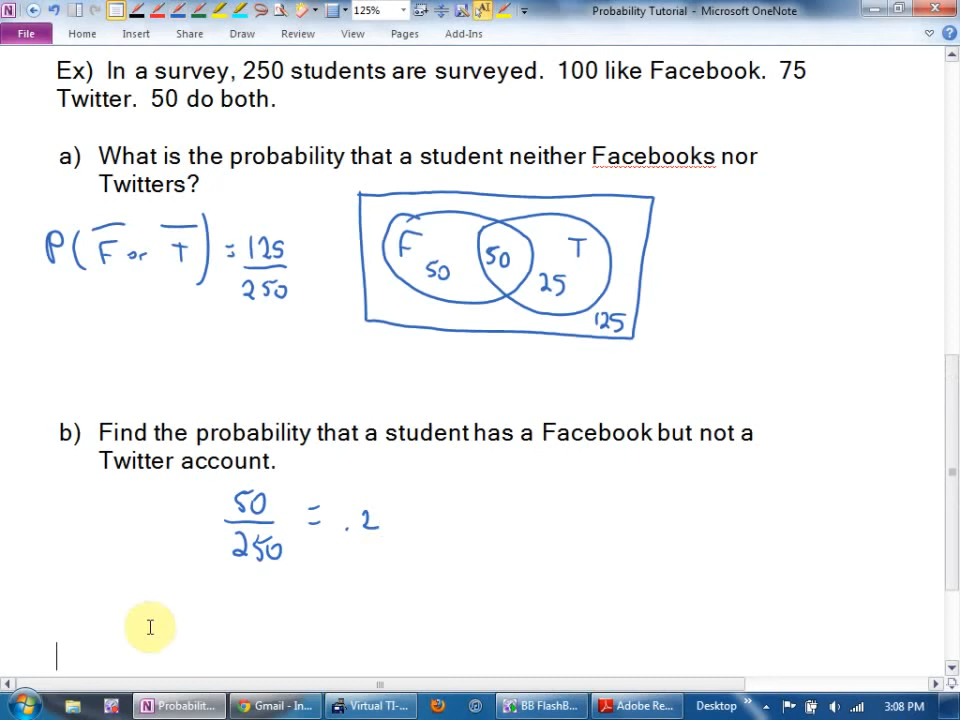 Probability Tutorial - Microsoft OneNote
125%
File Home Insert Share Draw Review View Pages Add-Ins
Ex) In a survey, 250 students are surveyed. 100 like Facebook. 75
Twitter. 50 do both.
a) What is the probability that a student neither Facebooks nor
Twitters?
P( F or T ) = 125
250
F
50
50
T
25
125
b) Find the probability that a student has a Facebook but not a
Twitter account.
50
250
= .2
Probabilit... Gmail - In... Virtual TI-... BB FlashB... Adobe Re... Desktop 3:08 PM